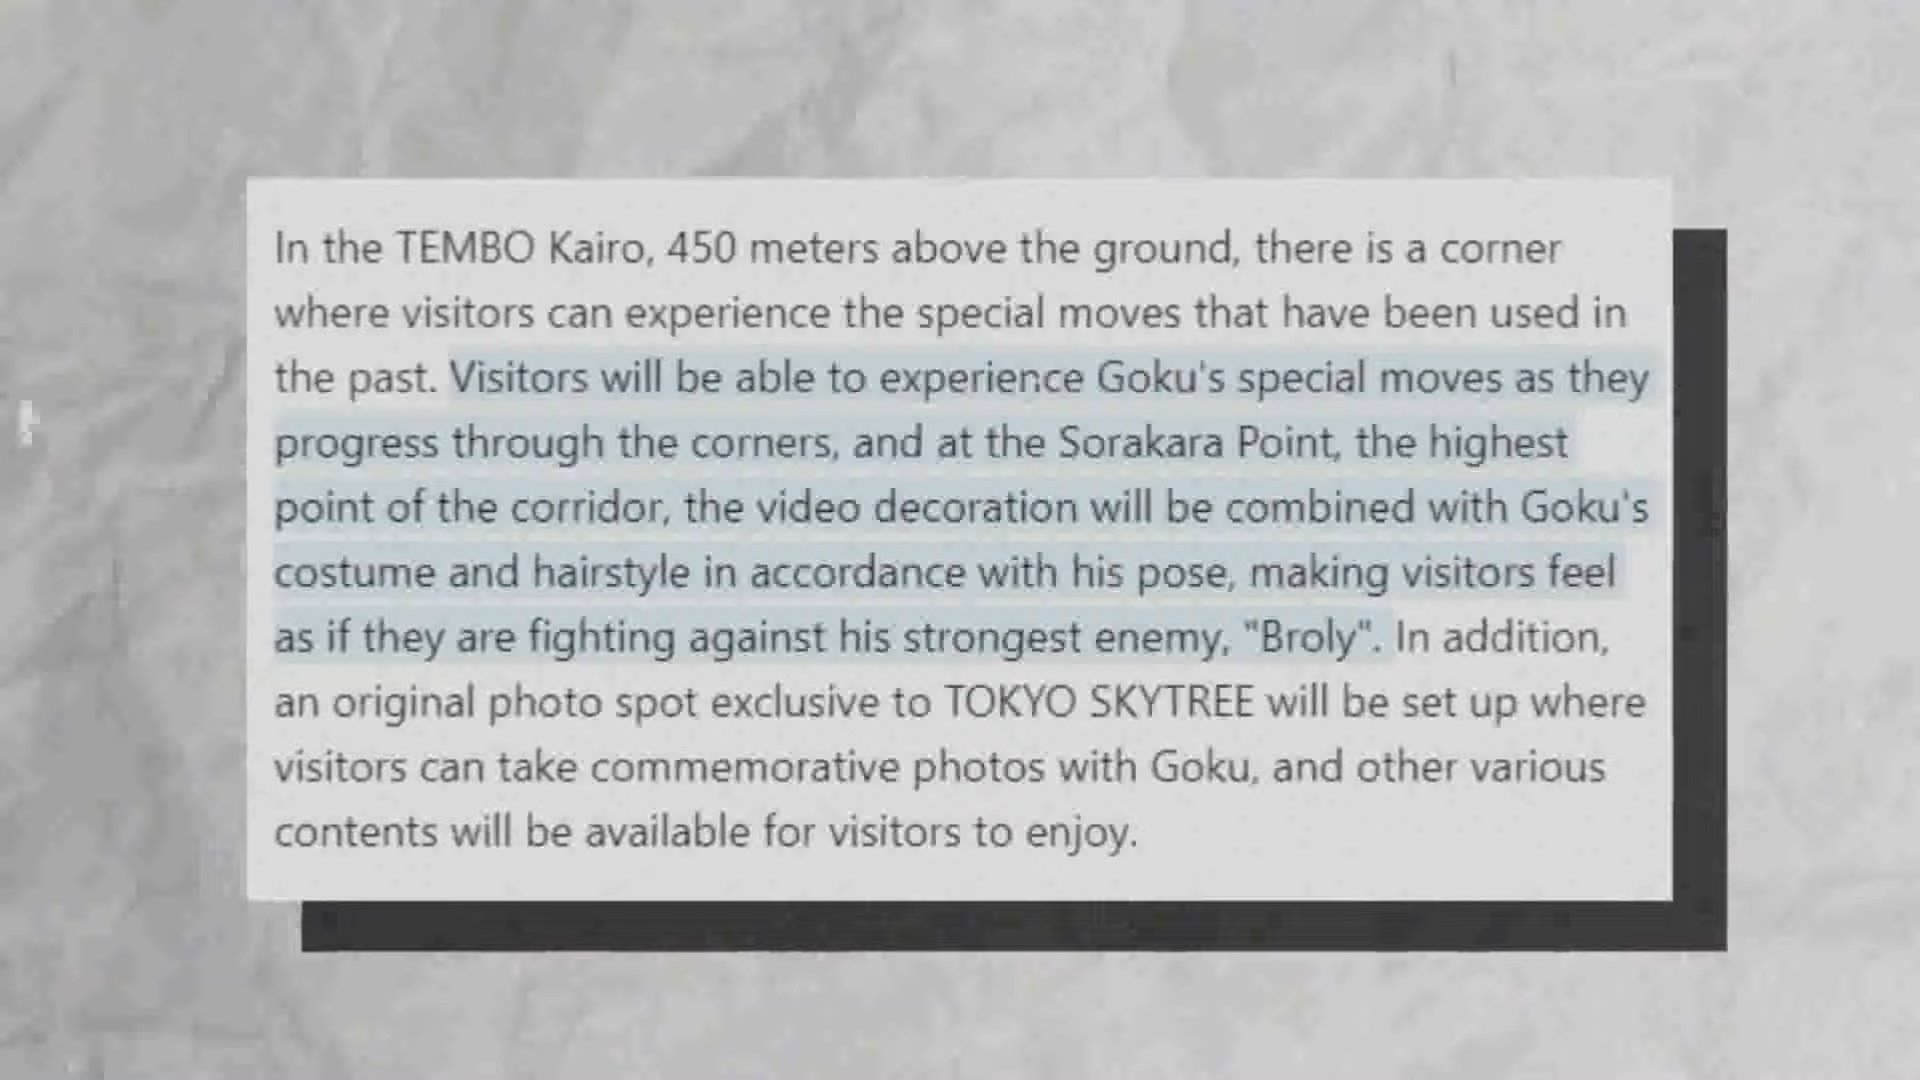 In the TEMBO Kairo, 450 meters above the ground, there is a corner
where visitors can experience the special moves that have been used in
the past. Visitors will be able to experience Goku's special moves as they
progress through the corners, and at the Sorakara Point, the highest
point of the corridor, the video decoration will be combined with Goku's
costume and hairstyle in accordance with his pose, making visitors feel
as if they are fighting against his strongest enemy, "Broly". In addition,
an original photo spot exclusive to TOKYO SKYTREE will be set up where
visitors can take commemorative photos with Goku, and other various
contents will be available for visitors to enjoy.